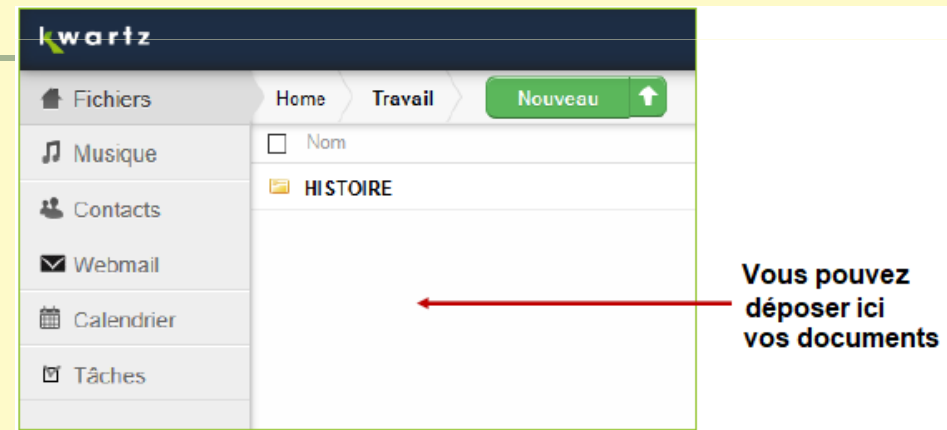 kwartz
Fichiers
Home Travail Nouveau
Musique
Nom
HISTOIRE
Contacts
Webmail
Calendrier
Tâches
Vous pouvez
déposer ici
vos documents